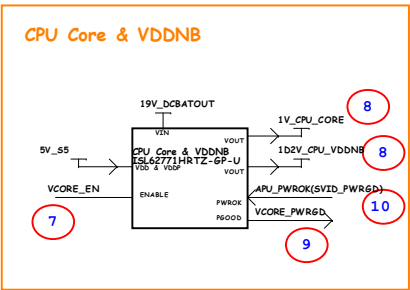 CPU Core & VDDNB
8
19V_DCBATOUT
1V_CPU_CORE
VIN
VOUT
5V_S5
CPU Core & VDDNB
ISL62771HRTZ-GP-U
1D2V_CPU_VDDNB
8
VDD & VDDP
VOUT
VCORE_EN
ENABLE
APU_PWROK(SVID_PWRGD)
PWROK
10
7
VCORE_PWRGD
PGOOD
9